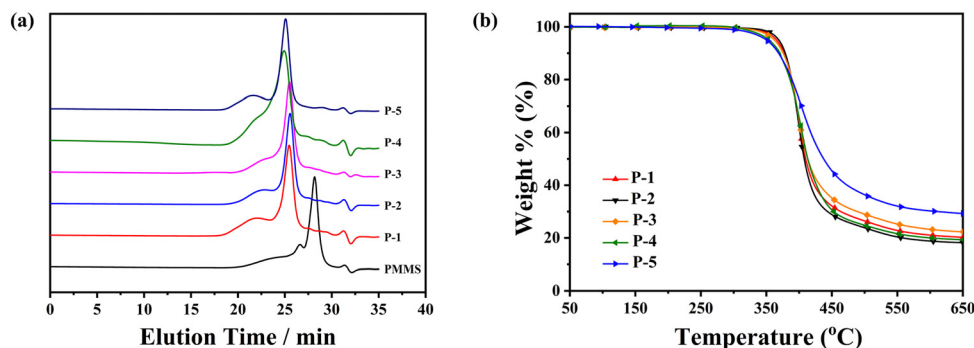 (a)
P-5
P-4
P-3
P-2
P-1
PMMS
0 5 10 15 20 25 30 35 40
Elution Time / min
(b)
Weight % (%)
100
80
60
40
20
0
P-1
P-2
P-3
P-4
P-5
50 150 250 350 450 550 650
Temperature (°C)